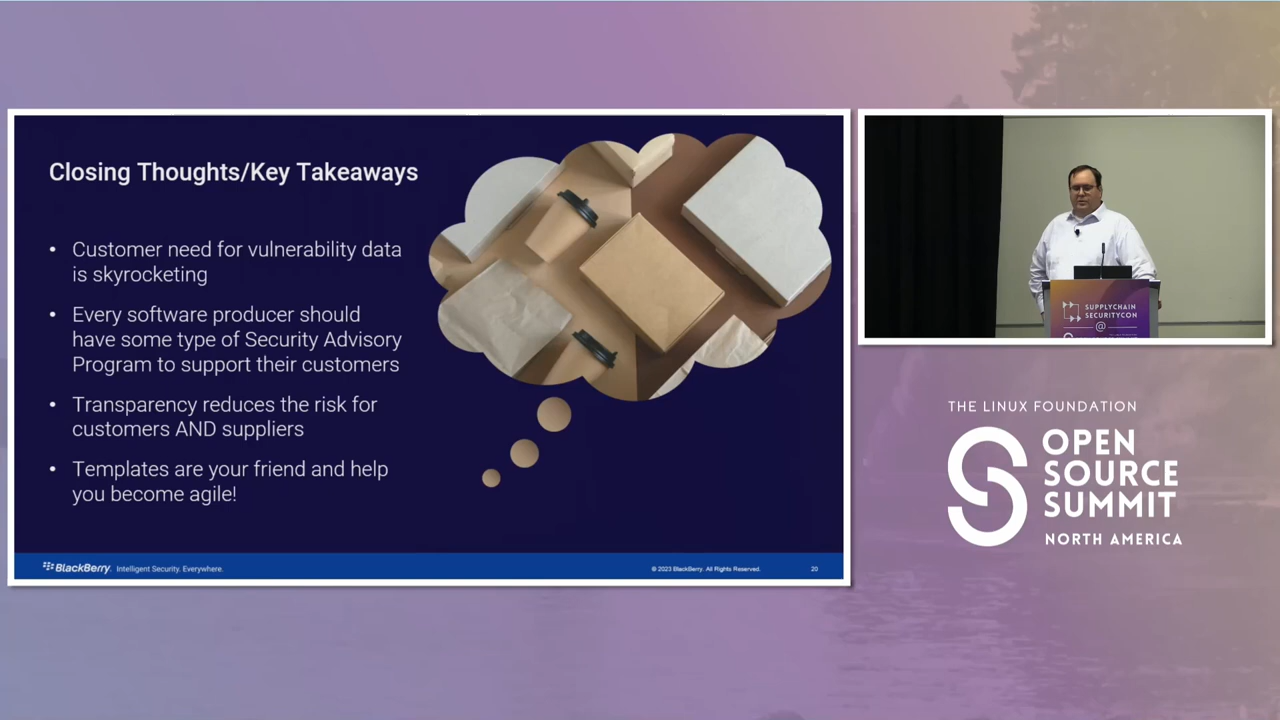 Closing Thoughts/Key Takeaways
• Customer need for vulnerability data
is skyrocketing
• Every software producer should
have some type of Security Advisory
Program to support their customers
• Transparency reduces the risk for
customers AND suppliers
• Templates are your friend and help
you become agile!
BlackBerry. Intelligent Security. Everywhere.
© 2023 BlackBerry. All Rights Reserved.
20
SUPPLYCHAIN
SECURITYCON
@
THE LINUX FOUNDATION
OPEN
SOURCE
SUMMIT
NORTH AMERICA